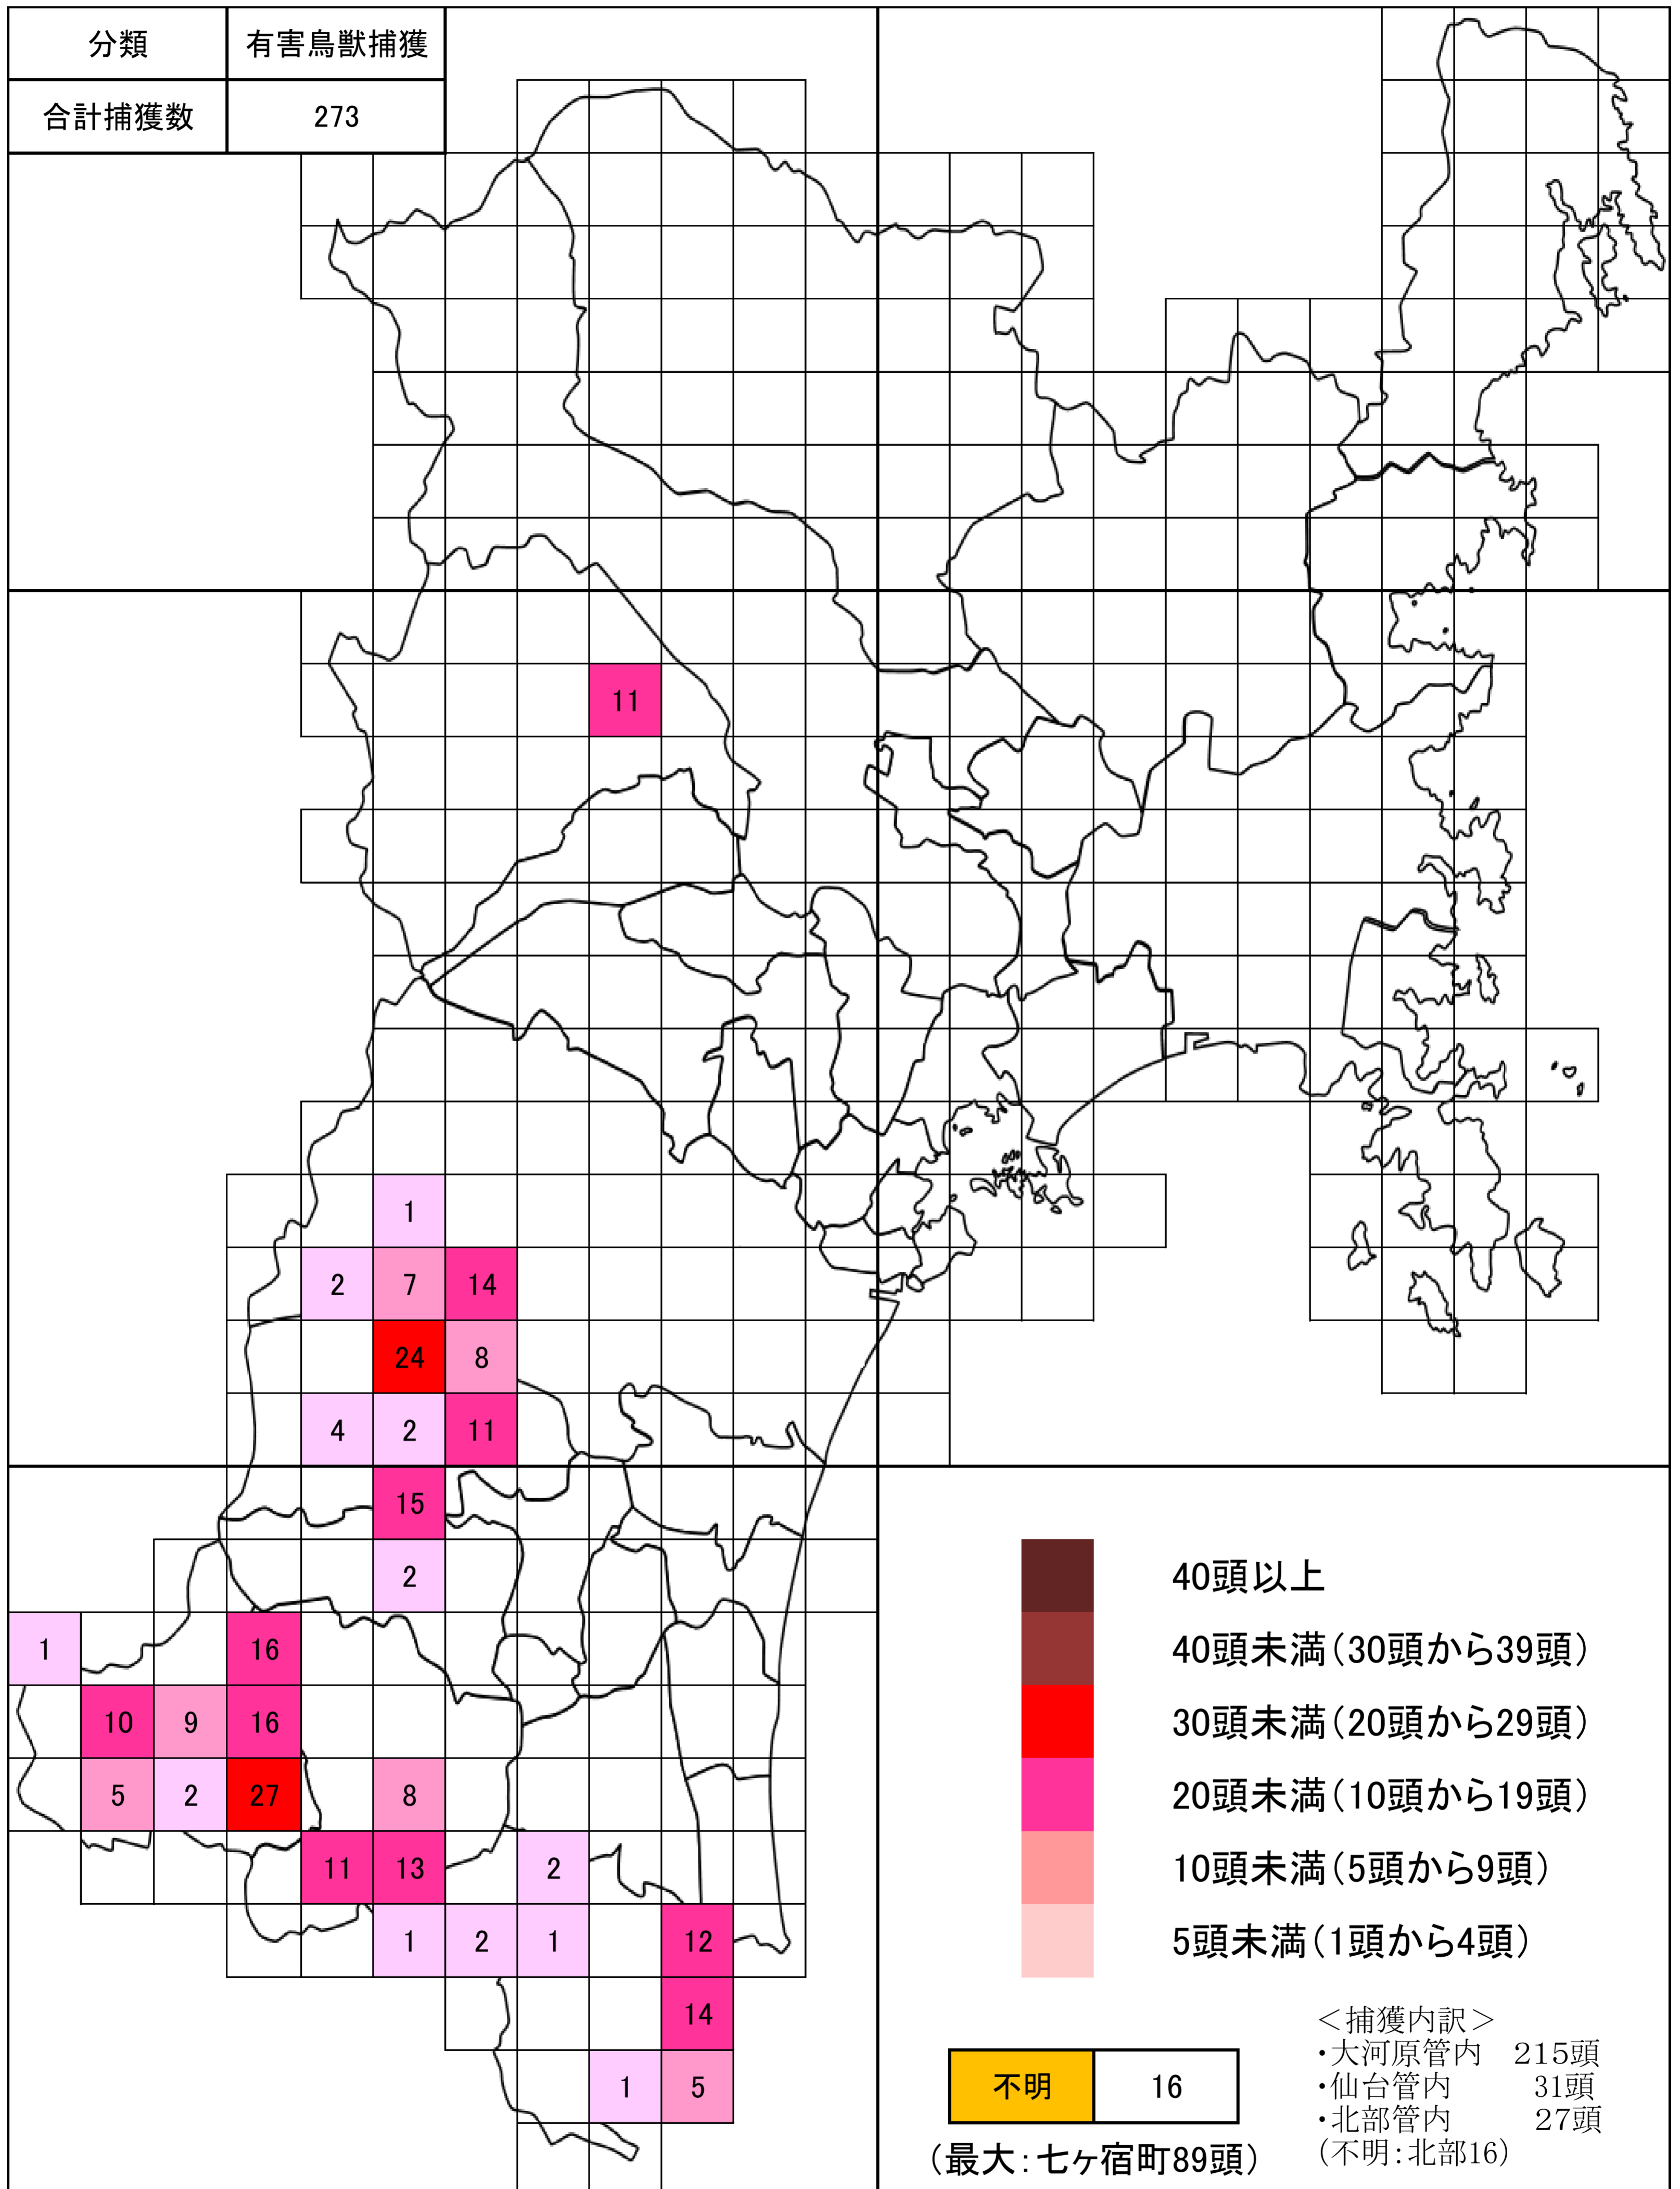 分類 有害鳥獣捕獲
合計捕獲数 273
11
1
2 7 14
24 8
4 2 11
15
2
1 16
10 9 16
5 2 27 8
11 13 2
1 2 1 12
14
1 5
40頭以上
40頭未満（30頭から39頭）
30頭未満（20頭から29頭）
20頭未満（10頭から19頭）
10頭未満（5頭から9頭）
5頭未満（1頭から4頭）
不明 16
（最大：七ヶ宿町89頭）
＜捕獲内訳＞
・大河原管内 215頭
・仙台管内 31頭
・北部管内 27頭
（不明：北部16）